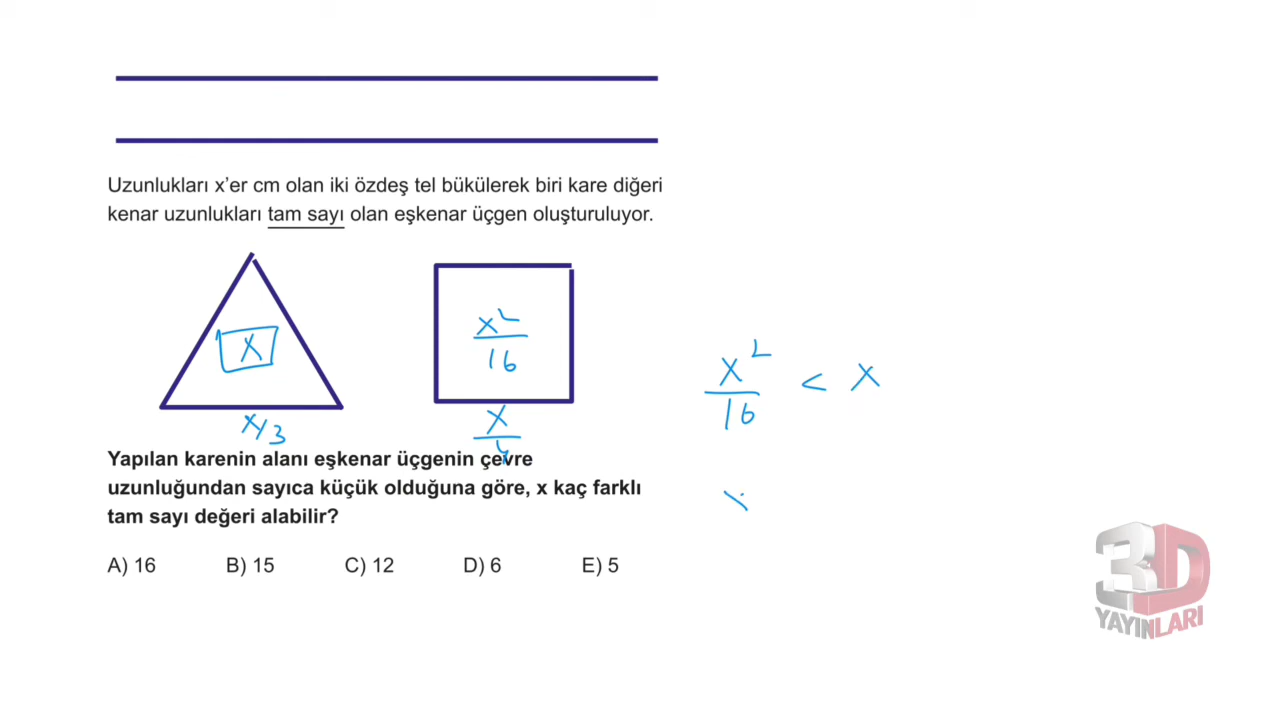 Uzunlukları x'er cm olan iki özdeş tel bükülerek biri kare diğeri
kenar uzunlukları tam sayı olan eşkenar üçgen oluşturuluyor.
X
x/3
x²/16
x/4
x²/16 < x
Yapılan karenin alanı eşkenar üçgenin çevre
uzunluğundan sayıca küçük olduğuna göre, x kaç farklı
tam sayı değeri alabilir?
A) 16 B) 15 C) 12 D) 6 E) 5
3D
YAYINLARI